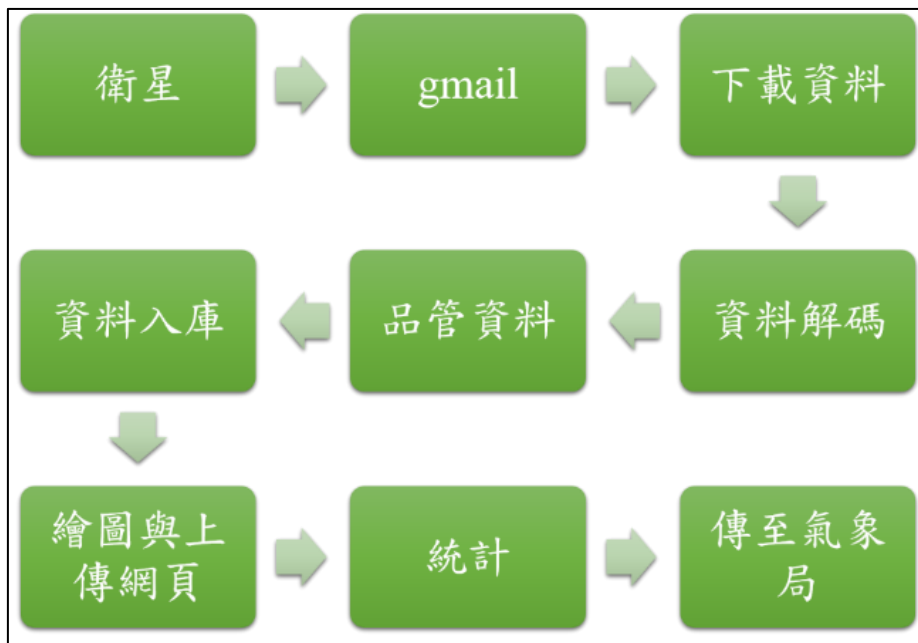 衛星
gmail
下載資料
資料解碼
品管資料
資料入庫
繪圖與上
傳網頁
統計
傳至氣象
局